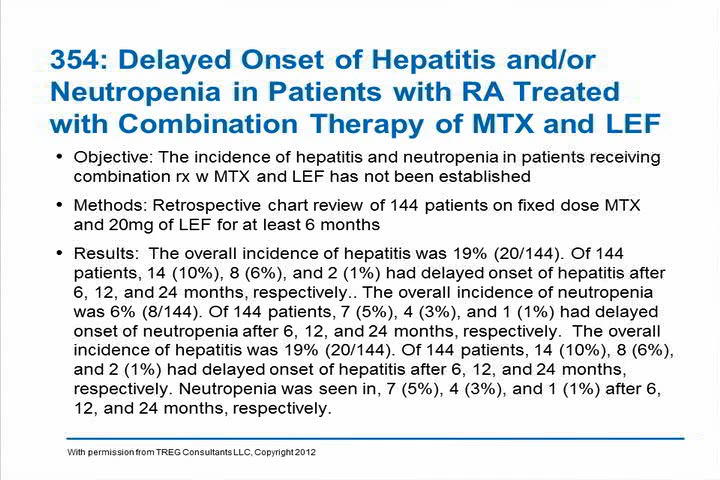 354: Delayed Onset of Hepatitis and/or
Neutropenia in Patients with RA Treated
with Combination Therapy of MTX and LEF
• Objective: The incidence of hepatitis and neutropenia in patients receiving
combination rx w MTX and LEF has not been established
• Methods: Retrospective chart review of 144 patients on fixed dose MTX
and 20mg of LEF for at least 6 months
• Results:  The overall incidence of hepatitis was 19% (20/144). Of 144
patients, 14 (10%), 8 (6%), and 2 (1%) had delayed onset of hepatitis after
6, 12, and 24 months, respectively.. The overall incidence of neutropenia
was 6% (8/144). Of 144 patients, 7 (5%), 4 (3%), and 1 (1%) had delayed
onset of neutropenia after 6, 12, and 24 months, respectively.  The overall
incidence of hepatitis was 19% (20/144). Of 144 patients, 14 (10%), 8 (6%),
and 2 (1%) had delayed onset of hepatitis after 6, 12, and 24 months,
respectively. Neutropenia was seen in, 7 (5%), 4 (3%), and 1 (1%) after 6,
12, and 24 months, respectively.
With permission from TREG Consultants LLC, Copyright 2012